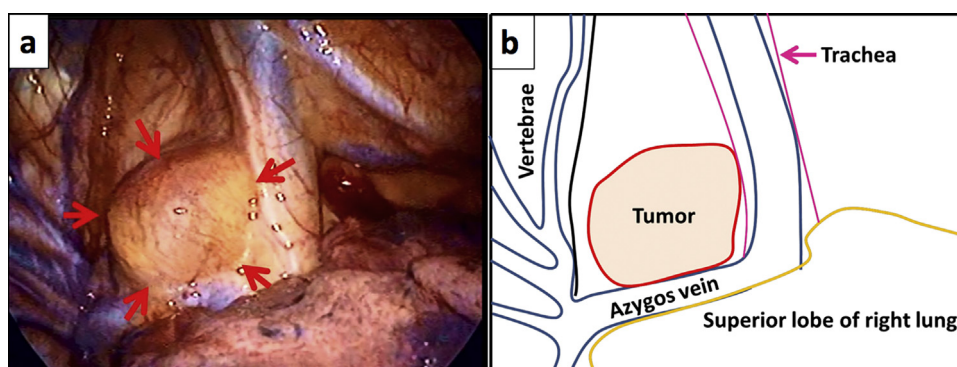 a
b
Trachea
Vertebrae
Tumor
Azygos vein
Superior lobe of right lung